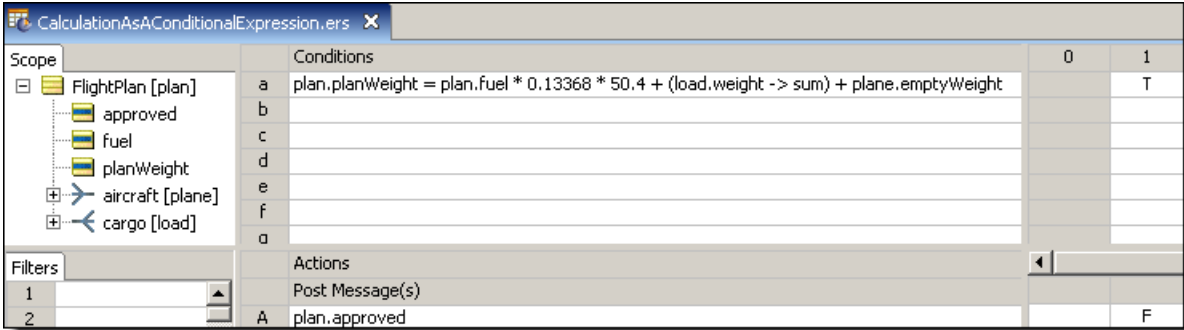 CalculationAsAConditionalExpression.ers
Scope
Conditions 0 1
FlightPlan [plan]
a plan.planWeight = plan.fuel * 0.13368 * 50.4 + (load.weight -> sum) + plane.emptyWeight T
approved
b
fuel
c
planWeight
d
aircraft [plane]
e
cargo [load]
f
g
Filters
Actions
1
Post Message(s)
2
A plan.approved F